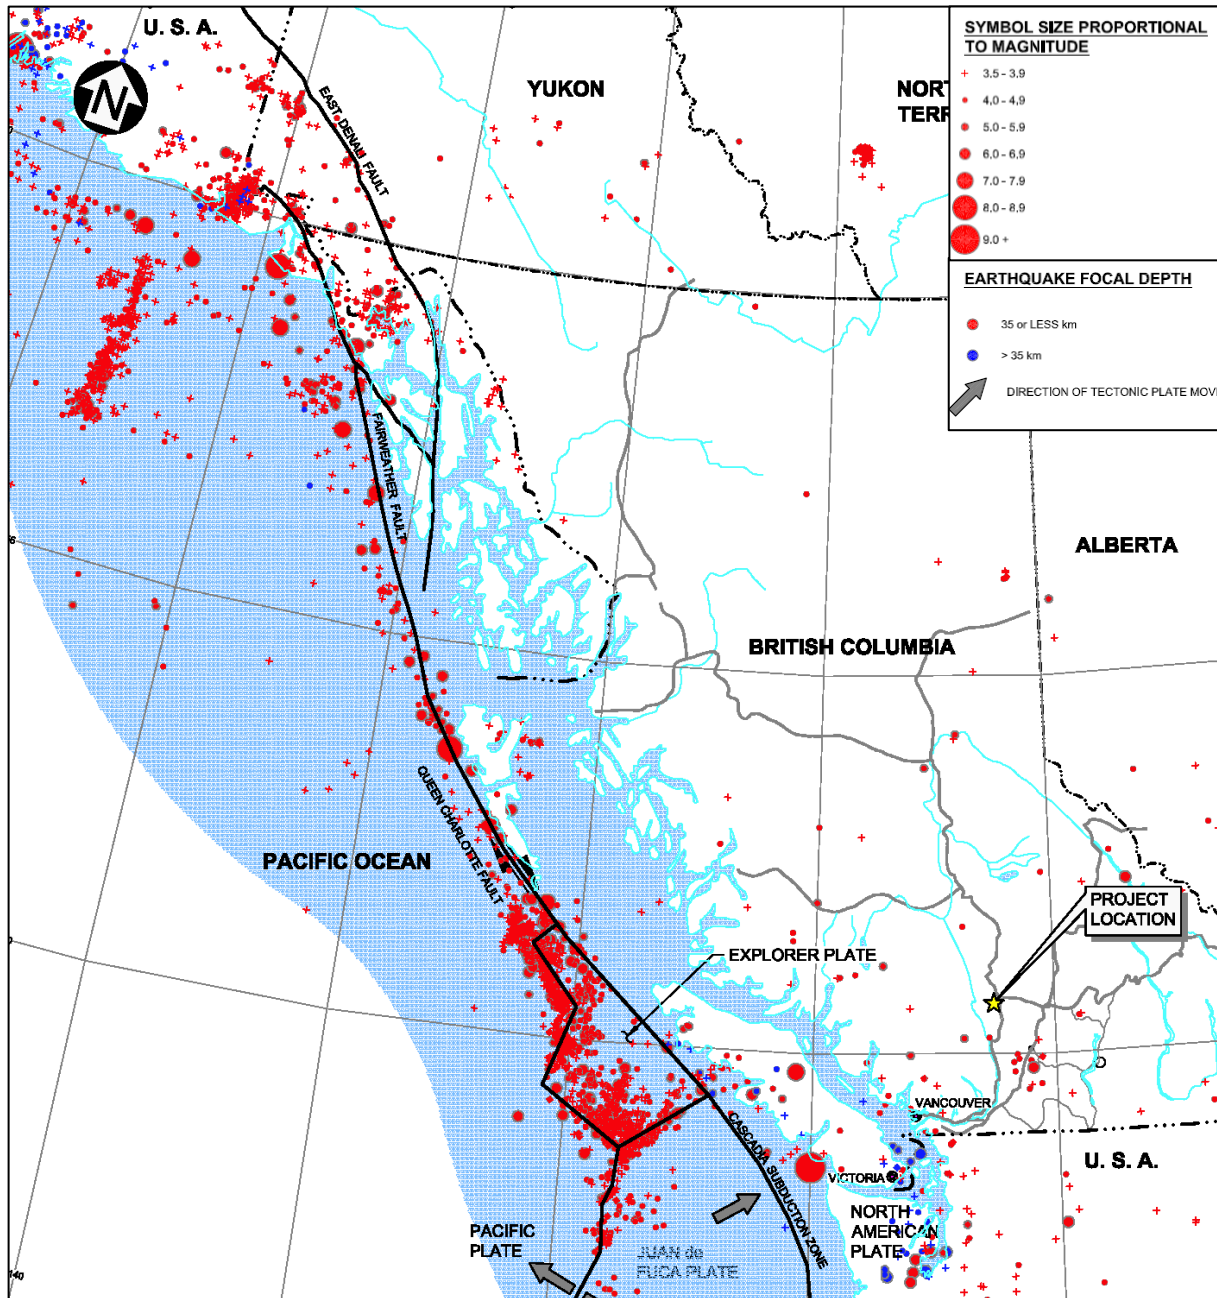 U. S. A.
N
YUKON
NORT
TERR
SYMBOL SIZE PROPORTIONAL
TO MAGNITUDE
3.5 - 3.9
4.0 - 4.9
5.0 - 5.9
6.0 - 6.9
7.0 - 7.9
8.0 - 8.9
9.0 +
EARTHQUAKE FOCAL DEPTH
35 or LESS km
> 35 km
DIRECTION OF TECTONIC PLATE MOV
EAST DENALI FAULT
FAIRWEATHER FAULT
ALBERTA
BRITISH COLUMBIA
QUEEN CHARLOTTE FAULT
PACIFIC OCEAN
PROJECT
LOCATION
EXPLORER PLATE
VANCOUVER
CASCADIA SUBDUCTION ZONE
U. S. A.
VICTORIA
NORTH
AMERICAN
PLATE
PACIFIC
PLATE
JUAN de
FUCA PLATE
140